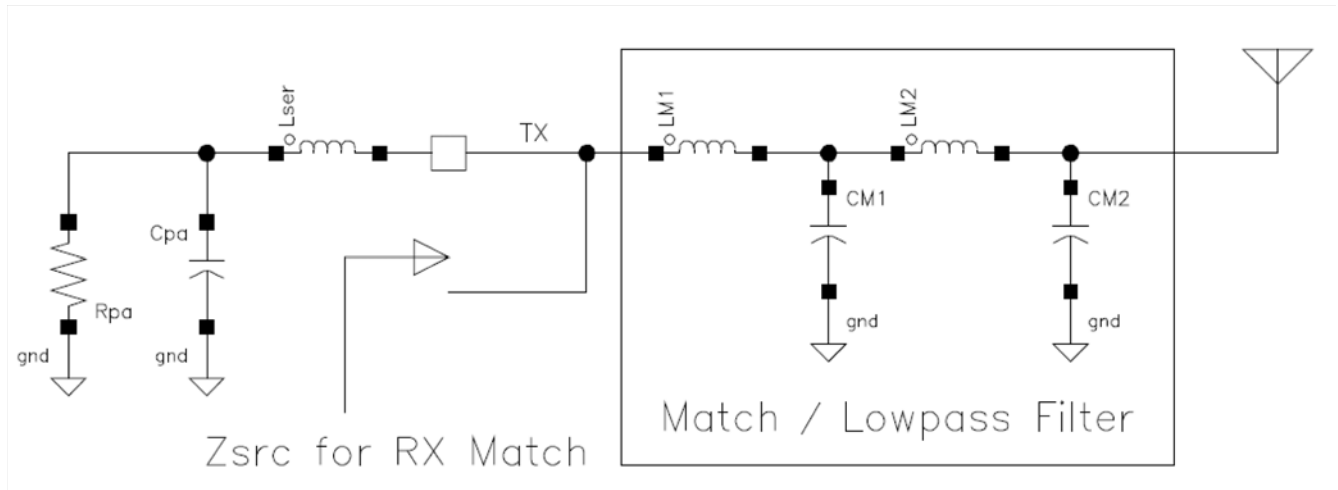 Lser
TX
LM1
LM2
Cpa
Rpa
CM1
CM2
gnd
gnd
gnd
gnd
Match / Lowpass Filter
Zsrc for RX Match